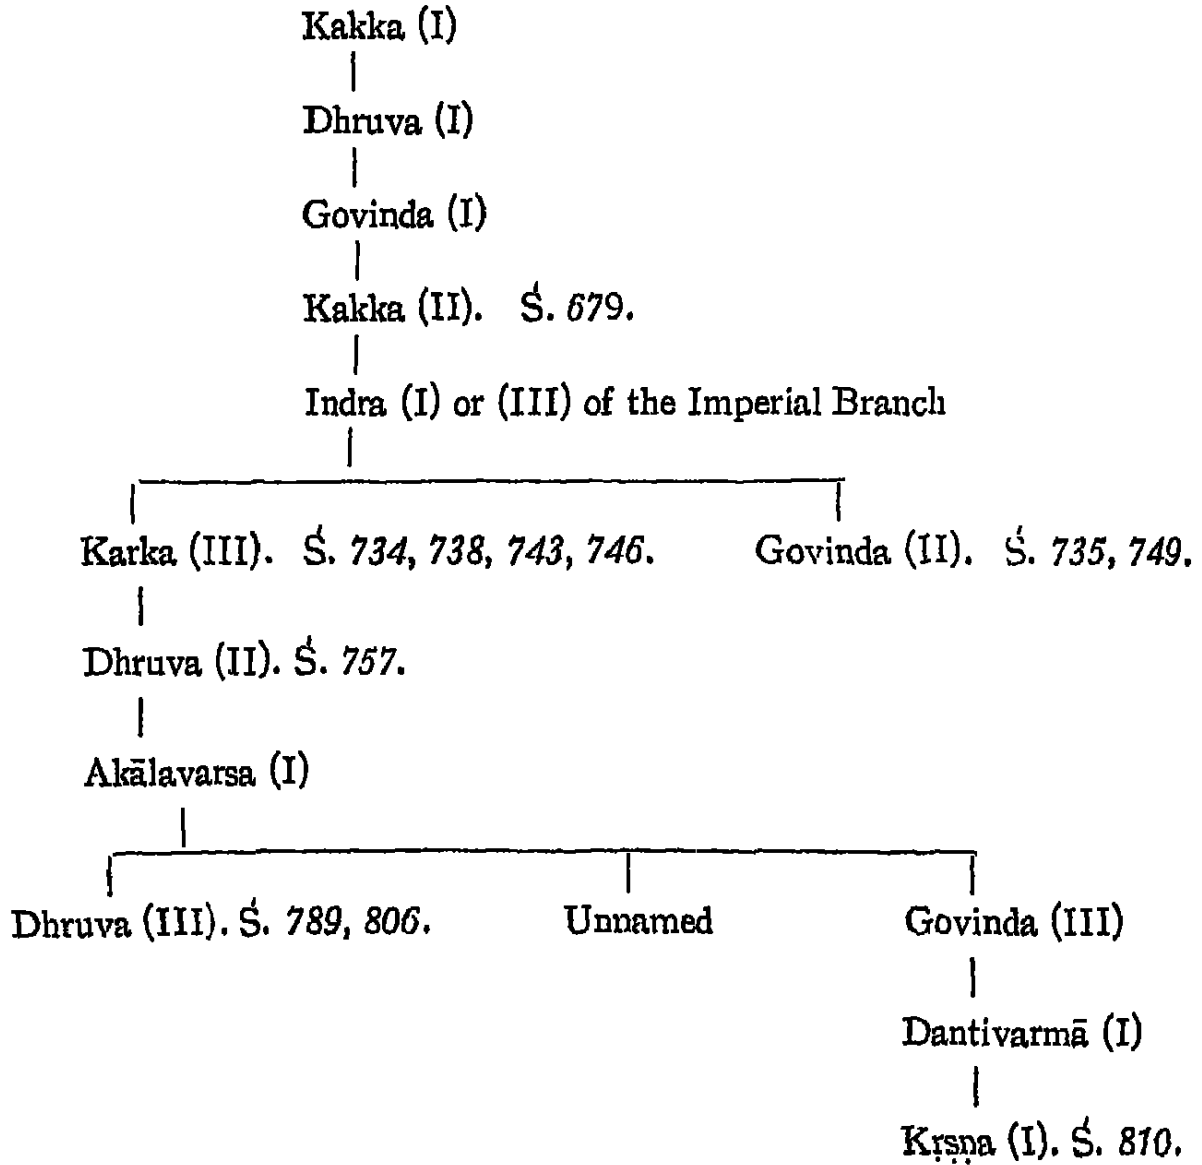 Kakka (I)
Dhruva (I)
Govinda (I)
Kakka (II). Ś. 679.
Indra (I) or (III) of the Imperial Branch
Karka (III). Ś. 734, 738, 743, 746. Govinda (II). Ś. 735, 749.
Dhruva (II). Ś. 757.
Akālavarsa (I)
Dhruva (III). Ś. 789, 806. Unnamed Govinda (III)
Dantivarmā (I)
Kṛṣṇa (I). Ś. 810.